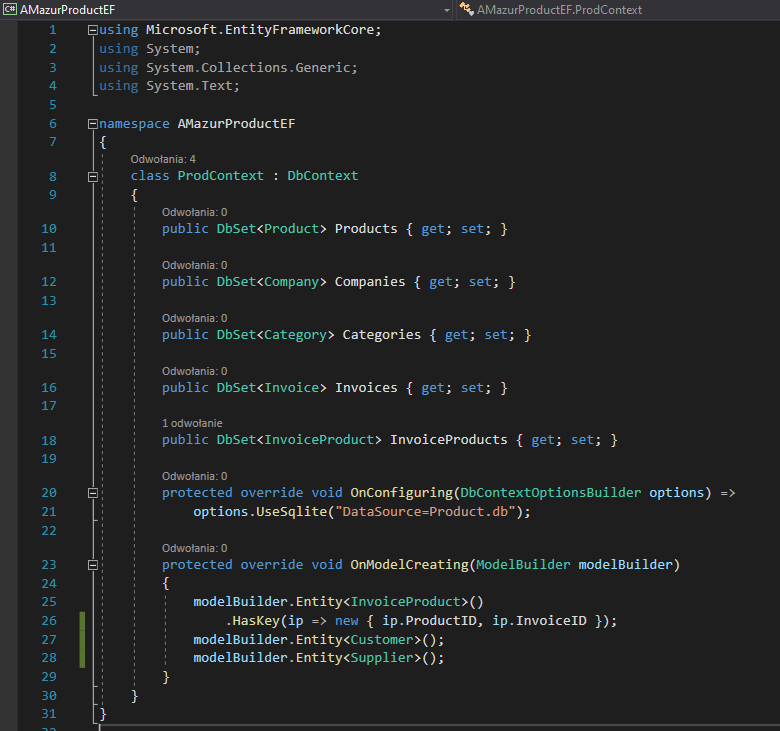 C# AMazurProductEF
AMazurProductEF.ProdContext
1 using Microsoft.EntityFrameworkCore;
2 using System;
3 using System.Collections.Generic;
4 using System.Text;
5
6 namespace AMazurProductEF
7 {
Odwołania: 4
8 class ProdContext : DbContext
9 {
Odwołania: 0
10 public DbSet<Product> Products { get; set; }
11
Odwołania: 0
12 public DbSet<Company> Companies { get; set; }
13
Odwołania: 0
14 public DbSet<Category> Categories { get; set; }
15
Odwołania: 0
16 public DbSet<Invoice> Invoices { get; set; }
17
1 odwołanie
18 public DbSet<InvoiceProduct> InvoiceProducts { get; set; }
19
Odwołania: 0
20 protected override void OnConfiguring(DbContextOptionsBuilder options) =>
21 options.UseSqlite("DataSource=Product.db");
22
Odwołania: 0
23 protected override void OnModelCreating(ModelBuilder modelBuilder)
24 {
25 modelBuilder.Entity<InvoiceProduct>()
26 .HasKey(ip => new { ip.ProductID, ip.InvoiceID });
27 modelBuilder.Entity<Customer>();
28 modelBuilder.Entity<Supplier>();
29 }
30 }
31 }
32